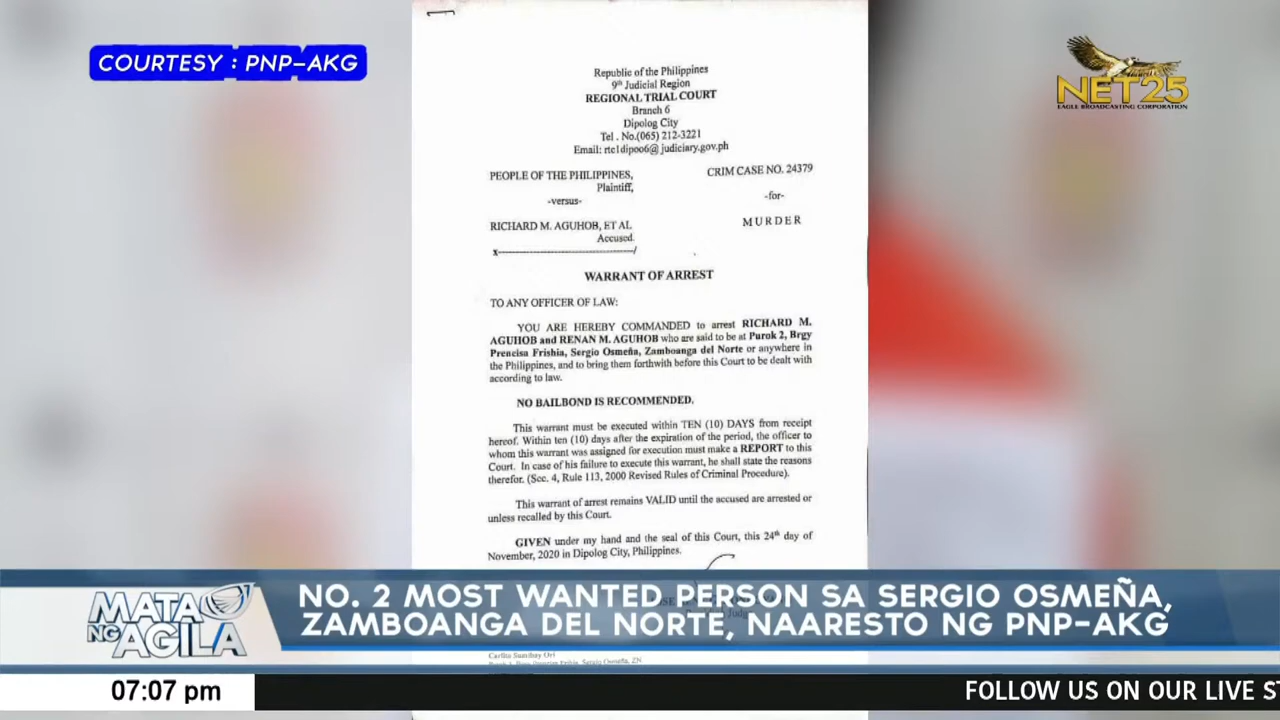 COURTESY : PNP-AKG
NET25
EAGLE BROADCASTING CORPORATION
Republic of the Philippines
9th Judicial Region
REGIONAL TRIAL COURT
Branch 6
Dipolog City
Tel . No.(065) 212-3221
Email: rtc1dipoo6@judiciary.gov.ph
PEOPLE OF THE PHILIPPINES,
Plaintiff,
-versus-
RICHARD M. AGUHOB, ET AL
Accused.
x-----------------------------------/
CRIM CASE NO. 24379
-for-
M U R D E R
WARRANT OF ARREST
TO ANY OFFICER OF LAW:
YOU ARE HEREBY COMMANDED to arrest RICHARD M.
AGUHOB and RENAN M. AGUHOB who are said to be at Purok 2, Brgy
Prencisa Frishia, Sergio Osmeña, Zamboanga del Norte or anywhere in
the Philippines, and to bring them forthwith before this Court to be dealt with
according to law.
NO BAILBOND IS RECOMMENDED.
This warrant must be executed within TEN (10) DAYS from receipt
hereof. Within ten (10) days after the expiration of the period, the officer to
whom this warrant was assigned for execution must make a REPORT to this
Court. In case of his failure to execute this warrant, he shall state the reasons
therefor. (Sec. 4, Rule 113, 2000 Revised Rules of Criminal Procedure).
This warrant of arrest remains VALID until the accused are arrested or
unless recalled by this Court.
GIVEN under my hand and the seal of this Court, this 24th day of
November, 2020 in Dipolog City, Philippines.
MATA NG AGILA
NO. 2 MOST WANTED PERSON SA SERGIO OSMEÑA,
ZAMBOANGA DEL NORTE, NAARESTO NG PNP-AKG
Sergio Osmeña, ZN
07:07 pm
FOLLOW US ON OUR LIVE ST